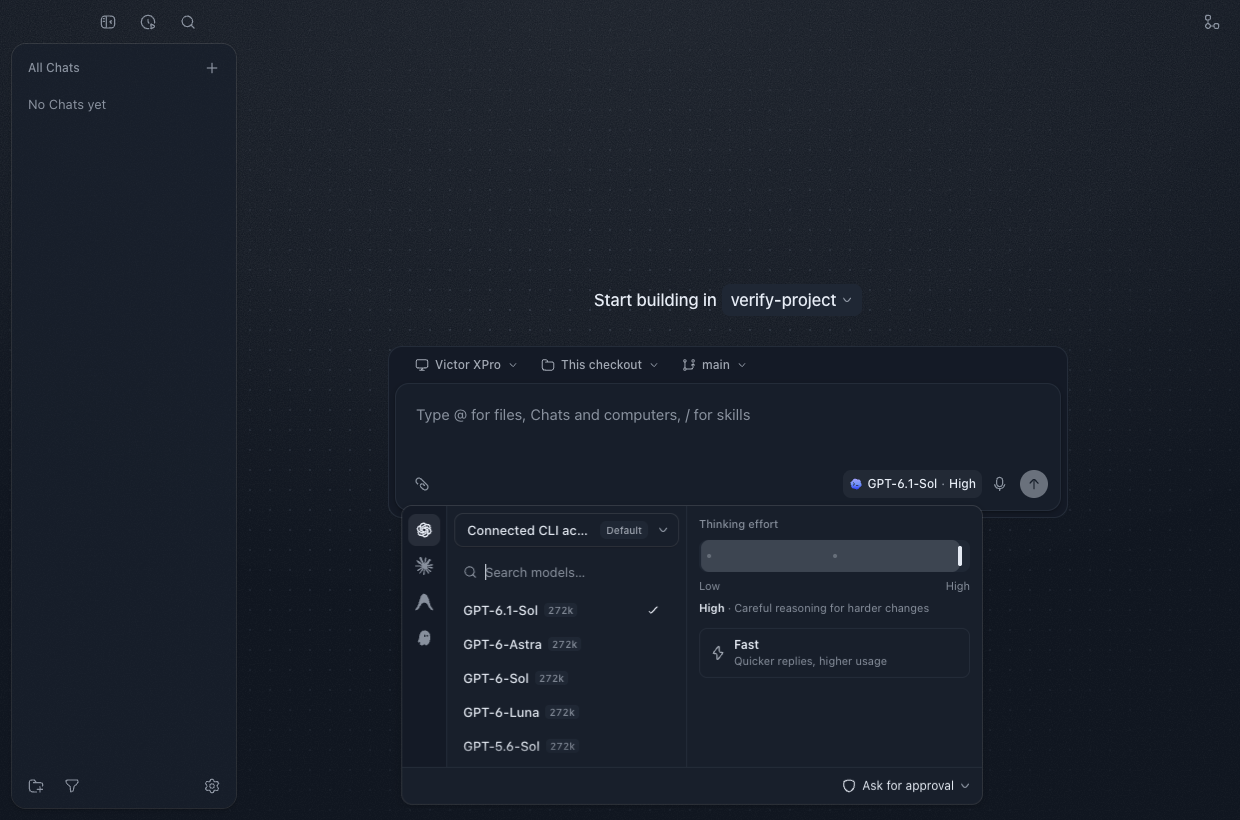 All Chats
No Chats yet
Start building in verify-project
Victor XPro This checkout main
Type @ for files, Chats and computers, / for skills
GPT-6.1-Sol · High
Connected CLI ac... Default
Search models...
GPT-6.1-Sol 272k
GPT-6-Astra 272k
GPT-6-Sol 272k
GPT-6-Luna 272k
GPT-5.6-Sol 272k
Thinking effort
Low High
High · Careful reasoning for harder changes
Fast
Quicker replies, higher usage
Ask for approval